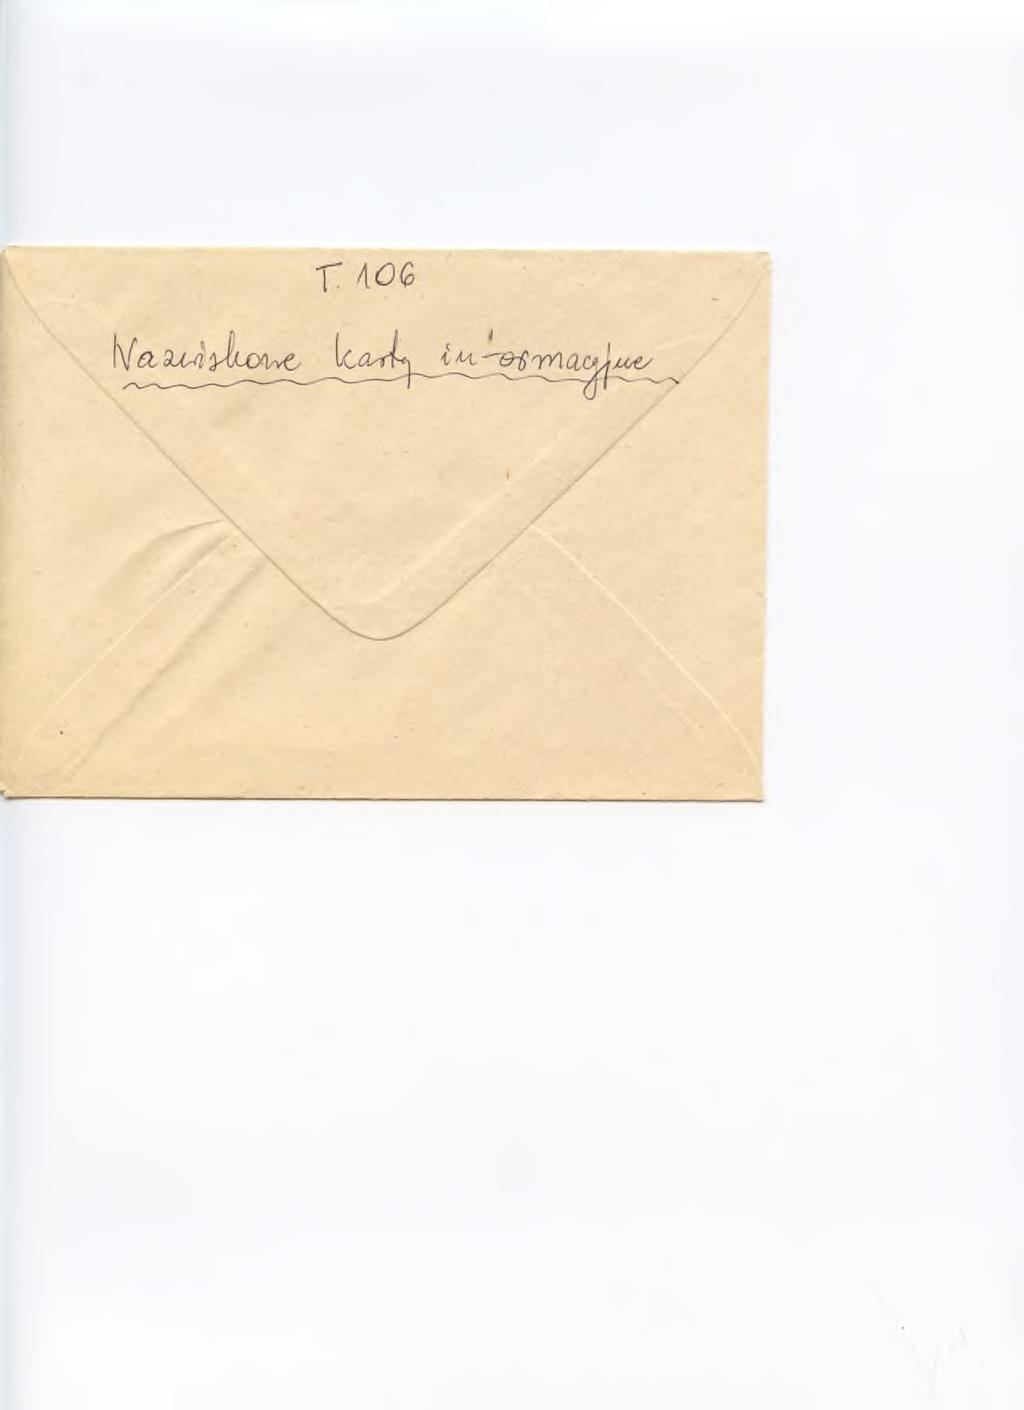 T. 106
Nazwiskowe karty informacyjne